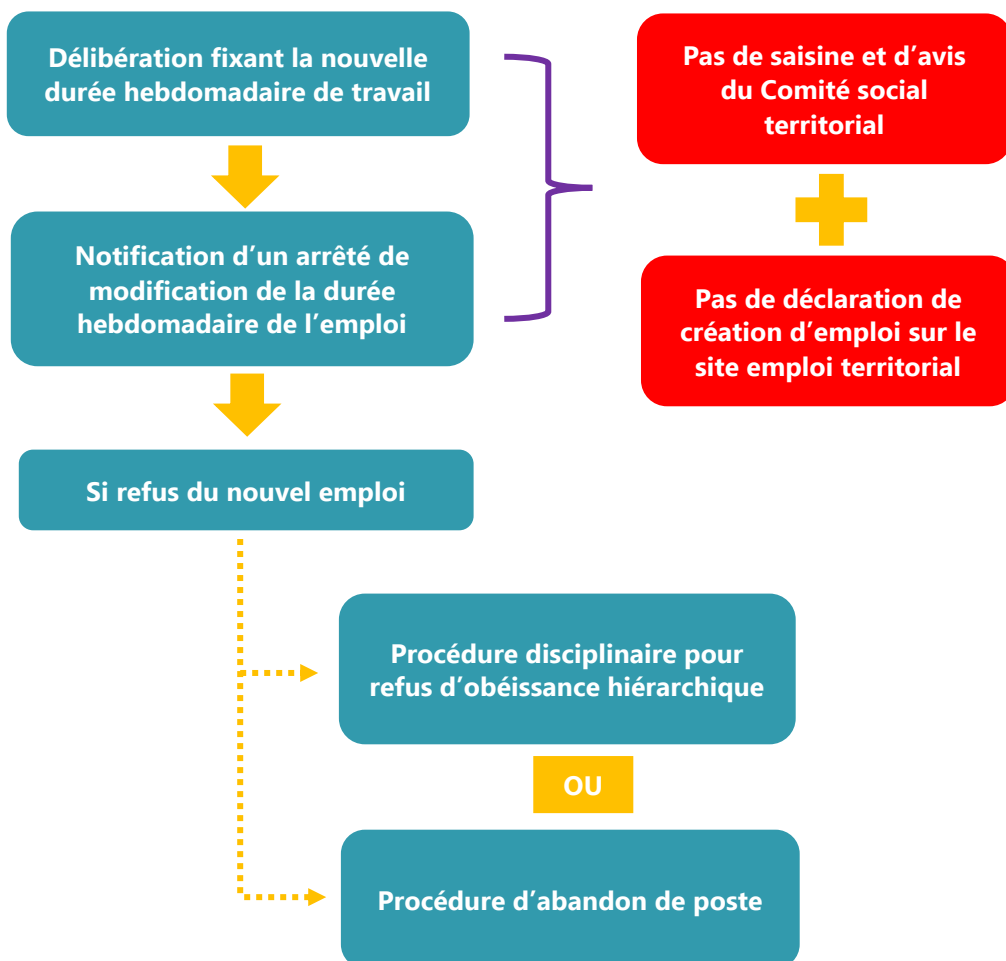 Délibération fixant la nouvelle
durée hebdomadaire de travail
Pas de saisine et d’avis
du Comité social
territorial
Notification d’un arrêté de
modification de la durée
hebdomadaire de l’emploi
Pas de déclaration de
création d’emploi sur le
site emploi territorial
Si refus du nouvel emploi
Procédure disciplinaire pour
refus d’obéissance hiérarchique
OU
Procédure d’abandon de poste